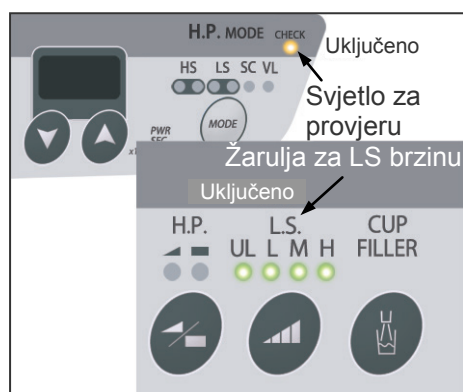 H.P. MODE CHECK
Uključeno
HS LS SC VL
Svjetlo za
provjeru
MODE
PWR
Žarulja za LS brzinu
Uključeno
H.P. L.S. CUP
UL L M H FILLER